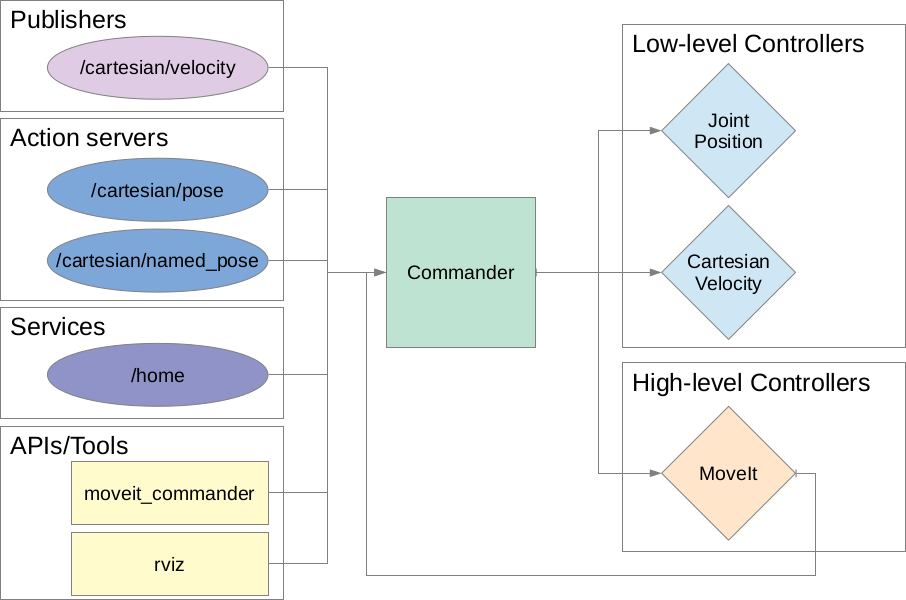 Publishers
/cartesian/velocity
Action servers
/cartesian/pose
/cartesian/named_pose
Services
/home
APIs/Tools
moveit_commander
rviz
Commander
Low-level Controllers
Joint
Position
Cartesian
Velocity
High-level Controllers
MoveIt